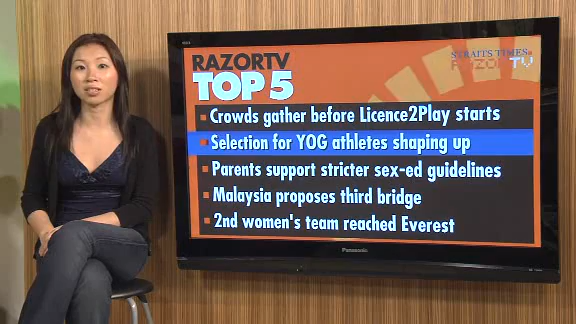 STRAITS TIMES
RAZOR TV
RAZORTV
TOP 5
Crowds gather before Licence2Play starts
Selection for YOG athletes shaping up
Parents support stricter sex-ed guidelines
Malaysia proposes third bridge
2nd women's team reached Everest
Panasonic